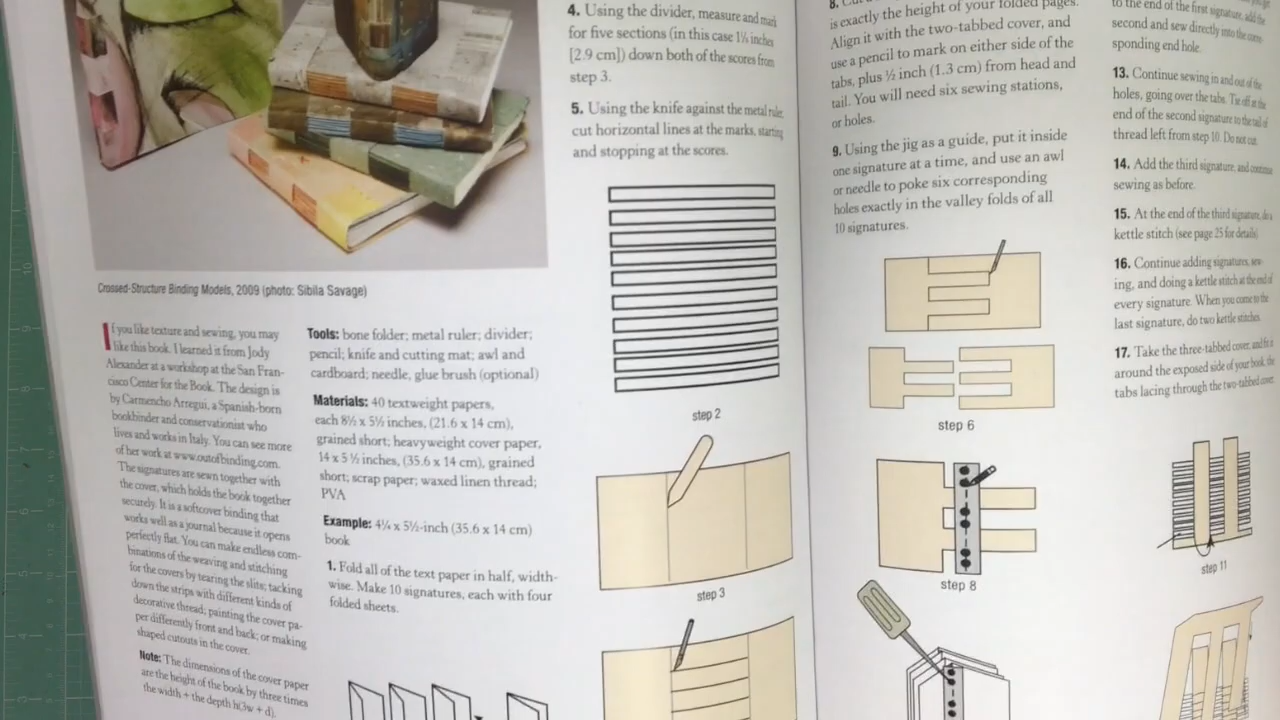 Crossed-Structure Binding Models, 2009 (photo: Sibila Savage)
If you like texture and sewing, you may
like this book. I learned it from Jody
Alexander at a workshop at the San Fran-
cisco Center for the Book. The design is
by Carmencho Arregui, a Spanish-born
bookbinder and conservationist who
lives and works in Italy. You can see more
of her work at www.outofbinding.com.
The signatures are sewn together with
the cover, which holds the book together
securely. It is a softcover binding that
works well as a journal because it opens
perfectly flat. You can make endless com-
binations of the weaving and stitching
for the covers by tearing the slits; tacking
down the strips with different kinds of
decorative thread; painting the cover pa-
per differently front and back; or making
shaped cutouts in the cover.
Note: The dimensions of the cover paper
are the height of the book by three times
the width + the depth h(3w + d).
Tools: bone folder; metal ruler; divider;
pencil; knife and cutting mat; awl and
cardboard; needle, glue brush (optional)
Materials: 40 textweight papers,
each 8½ x 5½ inches, (21.6 x 14 cm),
grained short; heavyweight cover paper,
14 x 5 ½ inches, (35.6 x 14 cm), grained
short; scrap paper; waxed linen thread;
PVA
Example: 4¼ x 5½-inch (35.6 x 14 cm)
book
1. Fold all of the text paper in half, width-
wise. Make 10 signatures, each with four
folded sheets.
4. Using the divider, measure and mark
for five sections (in this case 1⅛ inches
[2.9 cm]) down both of the scores from
step 3.
5. Using the knife against the metal ruler,
cut horizontal lines at the marks, starting
and stopping at the scores.
step 2
step 3
8.
is exactly the height of your folded pages.
Align it with the two-tabbed cover, and
use a pencil to mark on either side of the
tabs, plus ½ inch (1.3 cm) from head and
tail. You will need six sewing stations,
or holes.
9. Using the jig as a guide, put it inside
one signature at a time, and use an awl
or needle to poke six corresponding
holes exactly in the valley folds of all
10 signatures.
step 6
step 8
to the end of the first signature, add the
second and sew directly into the corre-
sponding end hole.
13. Continue sewing in and out of the
holes, going over the tabs. Tie off at the
end of the second signature to the tail of
thread left from step 10. Do not cut.
14. Add the third signature, and continue
sewing as before.
15. At the end of the third signature, do a
kettle stitch (see page 25 for details)
16. Continue adding signatures, sew-
ing, and doing a kettle stitch at the end of
every signature. When you come to the
last signature, do two kettle stitches.
17. Take the three-tabbed cover, and fit it
around the exposed side of your book, the
tabs lacing through the two-tabbed cover.
step 11